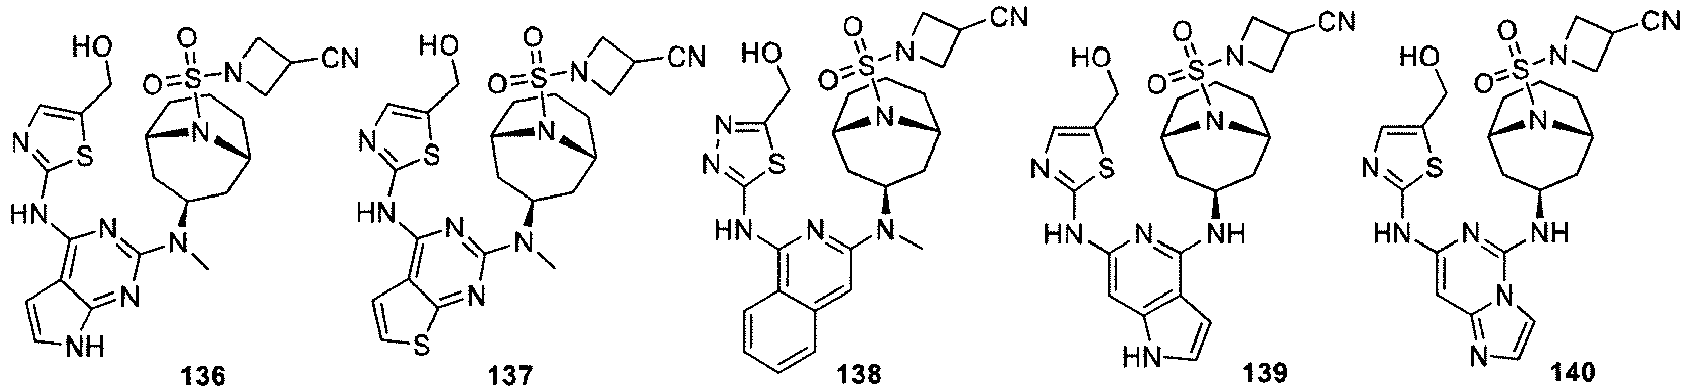 HO O O S N CN N S N HN N N N NH 136
HO O O S N CN N S N HN N N N S 137
HO O O S N CN N N S N HN N N 138
HO O O S N CN N S N HN N NH HN 139
HO O O S N CN N S N HN N NH N N 140